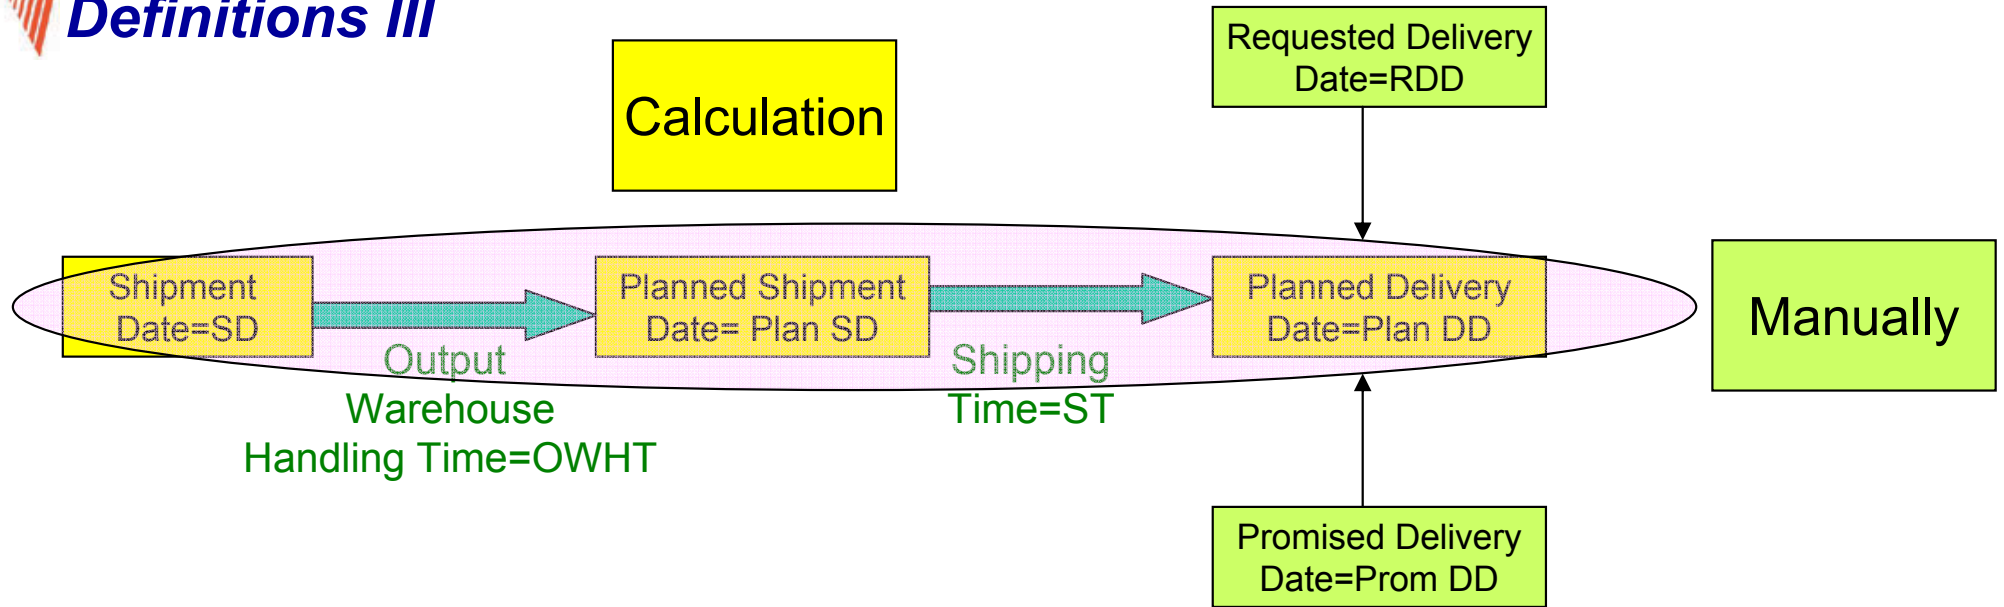 Definitions III
Requested Delivery
Date=RDD
Calculation
Shipment
Date=SD
Planned Shipment
Date= Plan SD
Planned Delivery
Date=Plan DD
Manually
Output
Warehouse
Handling Time=OWHT
Shipping
Time=ST
Promised Delivery
Date=Prom DD